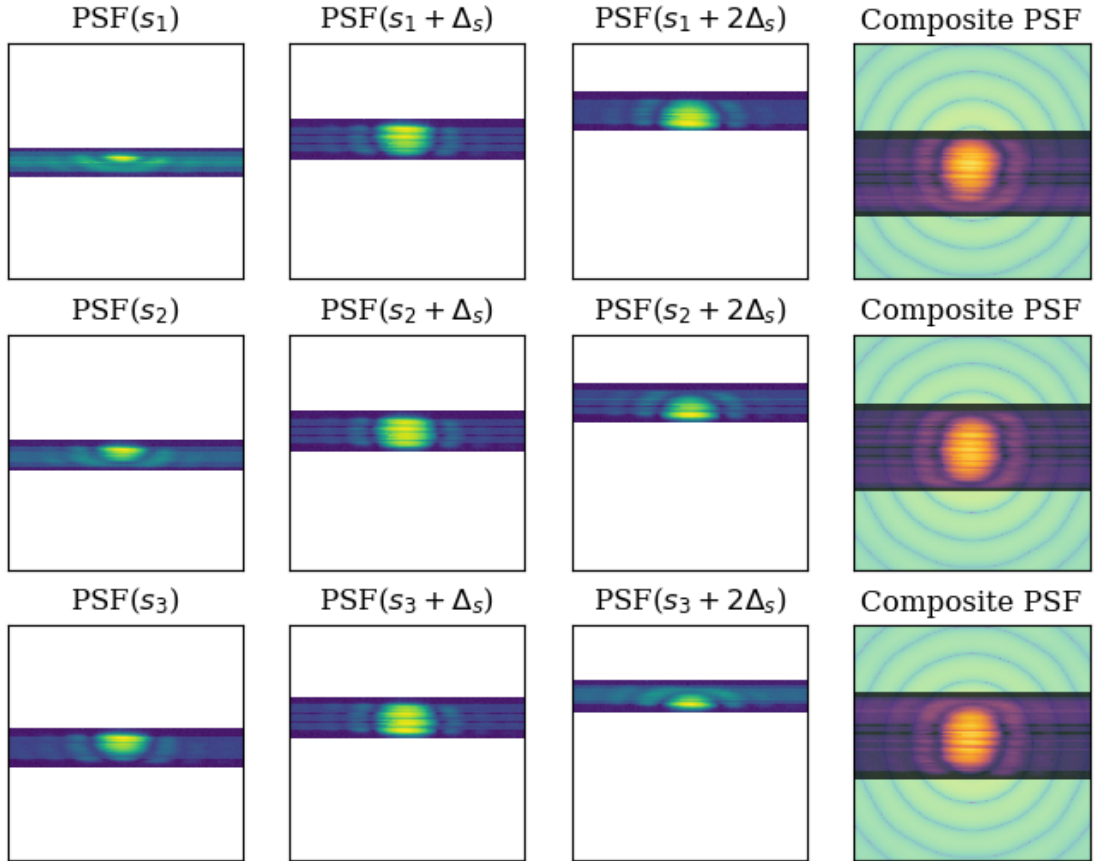 PSF(s₁) PSF(s₁ + Δₛ) PSF(s₁ + 2Δₛ) Composite PSF
PSF(s₂) PSF(s₂ + Δₛ) PSF(s₂ + 2Δₛ) Composite PSF
PSF(s₃) PSF(s₃ + Δₛ) PSF(s₃ + 2Δₛ) Composite PSF